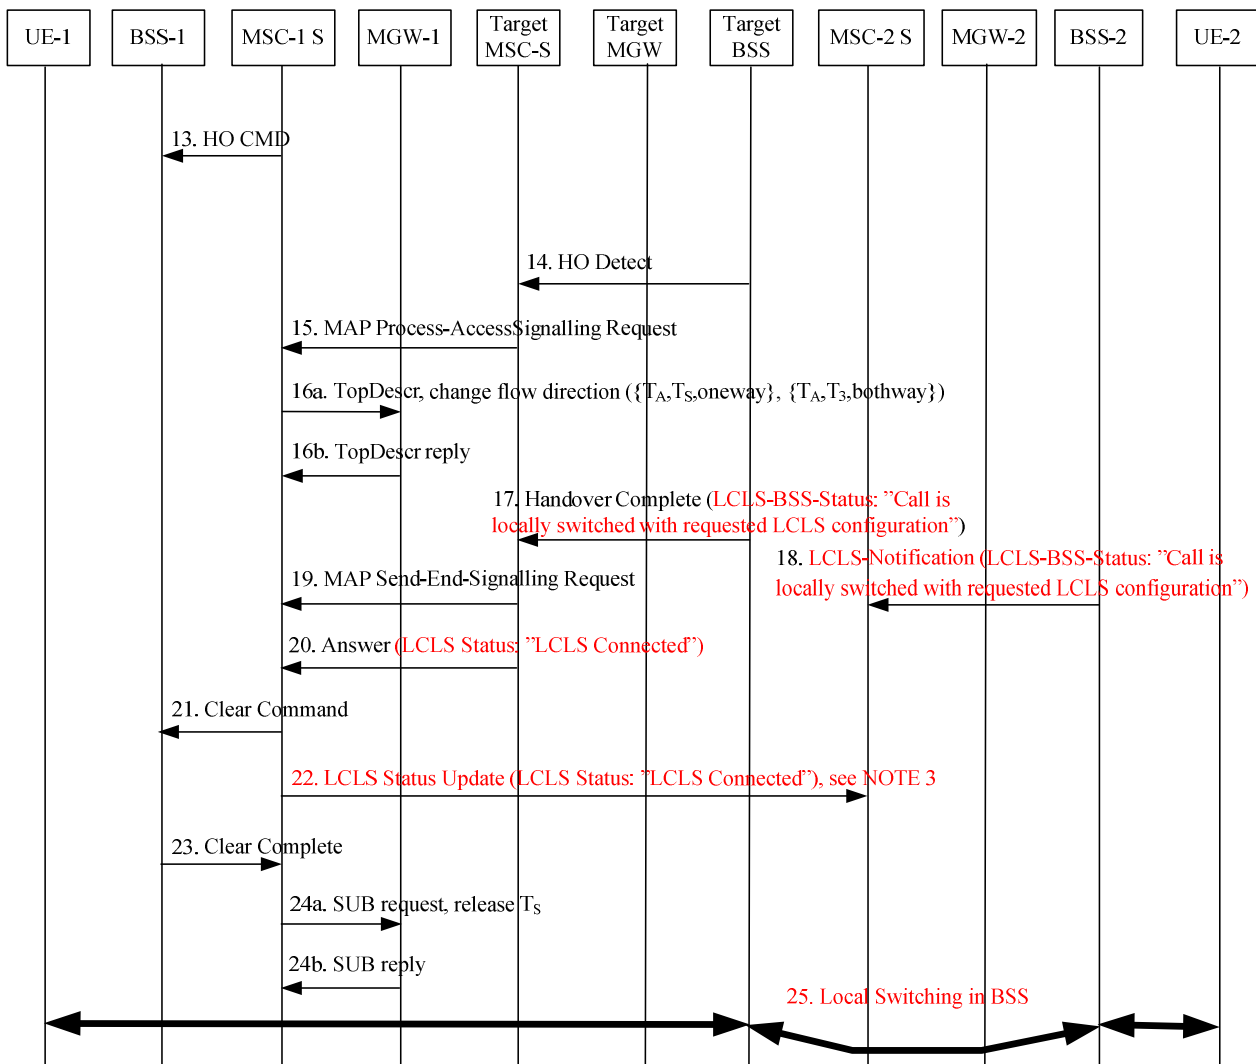 UE-1
BSS-1
MSC-1 S
MGW-1
Target
MSC-S
Target
MGW
Target
BSS
MSC-2 S
MGW-2
BSS-2
UE-2
13. HO CMD
14. HO Detect
15. MAP Process-AccessSignalling Request
16a. TopDescr, change flow direction ({TA,TS,oneway}, {TA,T3,bothway})
16b. TopDescr reply
17. Handover Complete (LCLS-BSS-Status: ”Call is
locally switched with requested LCLS configuration”)
18. LCLS-Notification (LCLS-BSS-Status: ”Call is
locally switched with requested LCLS configuration”)
19. MAP Send-End-Signalling Request
20. Answer (LCLS Status: ”LCLS Connected”)
21. Clear Command
22. LCLS Status Update (LCLS Status: ”LCLS Connected”), see NOTE 3
23. Clear Complete
24a. SUB request, release TS
24b. SUB reply
25. Local Switching in BSS